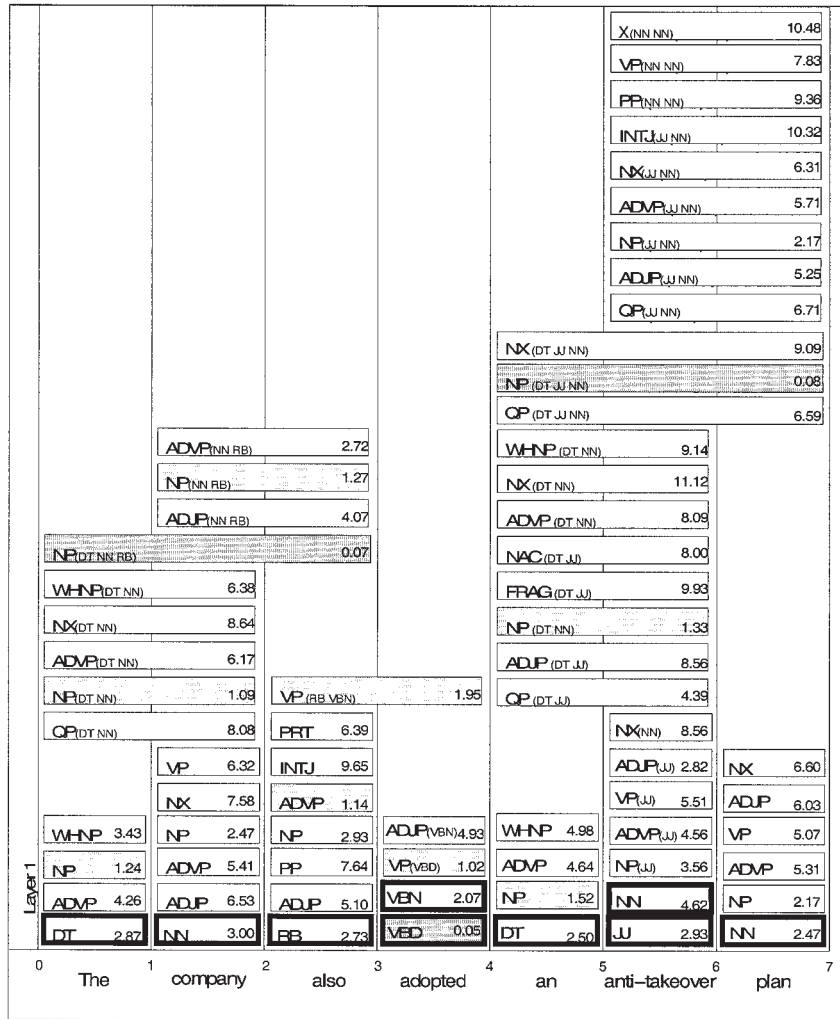 X(NN NN) 10.48
VP(NN NN) 7.83
PP(NN NN) 9.36
INTJ(JJ NN) 10.32
NX(JJ NN) 6.31
ADVP(JJ NN) 5.71
NP(JJ NN) 2.17
ADJP(JJ NN) 5.25
QP(JJ NN) 6.71
NX (DT JJ NN) 9.09
NP (DT JJ NN) 0.08
QP (DT JJ NN) 6.59
ADVP(NN RB) 2.72 WHNP (DT NN) 9.14
NP(NN RB) 1.27 NX (DT NN) 11.12
ADJP(NN RB) 4.07 ADVP (DT NN) 8.09
NP(DT NN RB) 0.07 NAC (DT JJ) 8.00
WHNP(DT NN) 6.38 FRAG (DT JJ) 9.93
NX(DT NN) 8.64 NP (DT NN) 1.33
ADVP(DT NN) 6.17 ADJP (DT JJ) 8.56
NP(DT NN) 1.09 VP (RB VBN) 1.95 QP (DT JJ) 4.39
QP(DT NN) 8.08 PRT 6.39 NX(NN) 8.56
VP 6.32 INTJ 9.65 ADJP(JJ) 2.82 NX 6.60
NX 7.58 ADVP 1.14 VP(JJ) 5.51 ADJP 6.03
WHNP 3.43 NP 2.47 NP 2.93 ADJP(VBN) 4.93 WHNP 4.98 ADVP(JJ) 4.56 VP 5.07
NP 1.24 ADVP 5.41 PP 7.64 VP(VBD) 1.02 ADVP 4.64 NP(JJ) 3.56 ADVP 5.31
ADVP 4.26 ADJP 6.53 ADJP 5.10 VBN 2.07 NP 1.52 NN 4.62 NP 2.17
DT 2.87 NN 3.00 RB 2.73 VBD 0.05 DT 2.50 JJ 2.93 NN 2.47
Layer 1
0 1 2 3 4 5 6 7
The company also adopted an anti-takeover plan